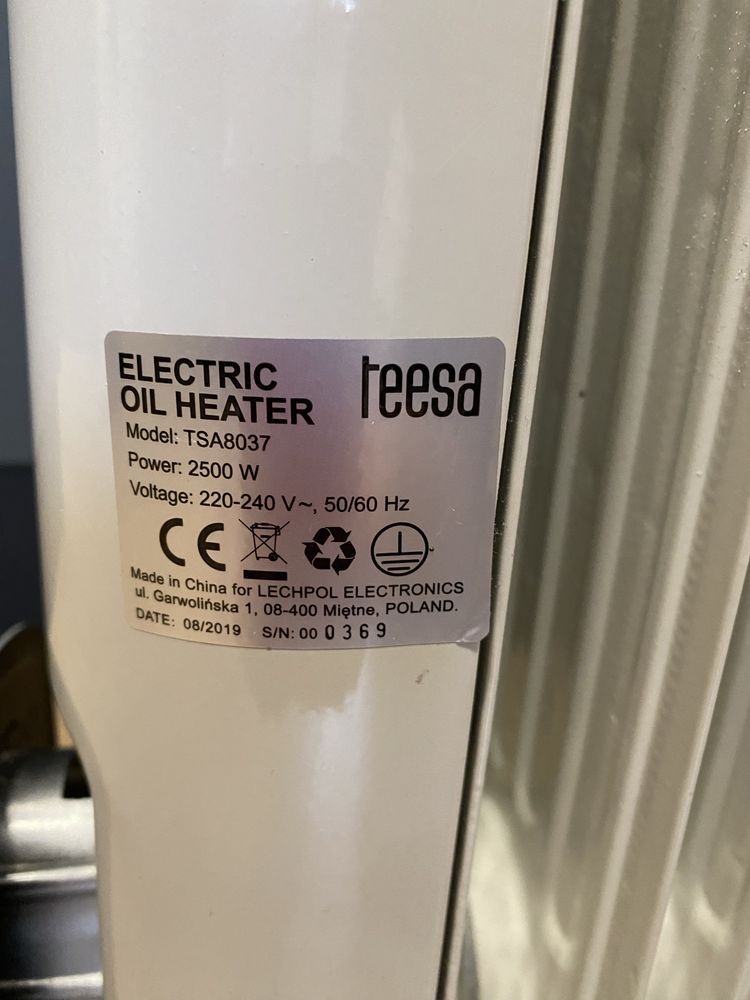 ELECTRIC
OIL HEATER
teesa
Model: TSA8037
Power: 2500 W
Voltage: 220-240 V~, 50/60 Hz
CE
Made in China for LECHPOL ELECTRONICS
ul. Garwolińska 1, 08-400 Miętne, POLAND.
DATE: 08/2019 S/N: 00 0369